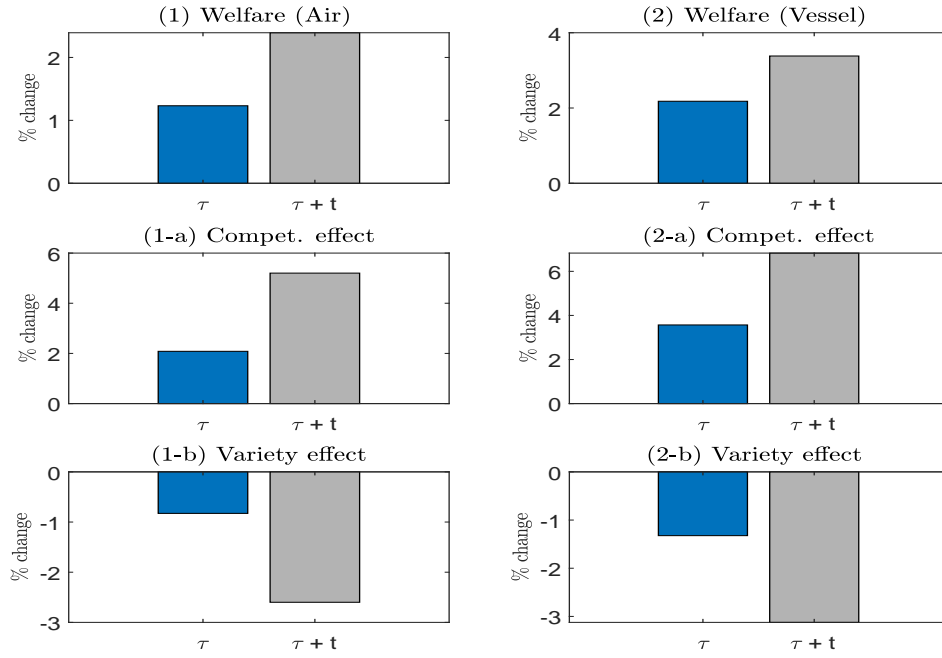 (1) Welfare (Air)
% change
2
1
0
τ
τ + t
(2) Welfare (Vessel)
% change
4
2
0
τ
τ + t
(1-a) Compet. effect
% change
6
4
2
0
τ
τ + t
(2-a) Compet. effect
% change
6
4
2
0
τ
τ + t
(1-b) Variety effect
% change
0
-1
-2
-3
τ
τ + t
(2-b) Variety effect
% change
0
-1
-2
-3
τ
τ + t